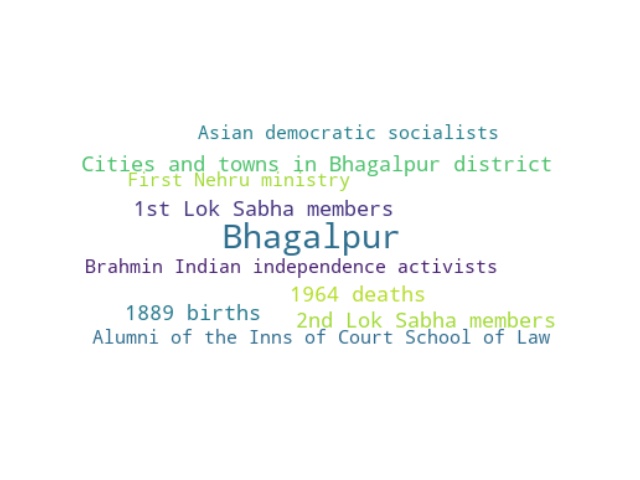 Asian democratic socialists
Cities and towns in Bhagalpur district
First Nehru ministry
1st Lok Sabha members
Bhagalpur
Brahmin Indian independence activists
1964 deaths
1889 births
2nd Lok Sabha members
Alumni of the Inns of Court School of Law